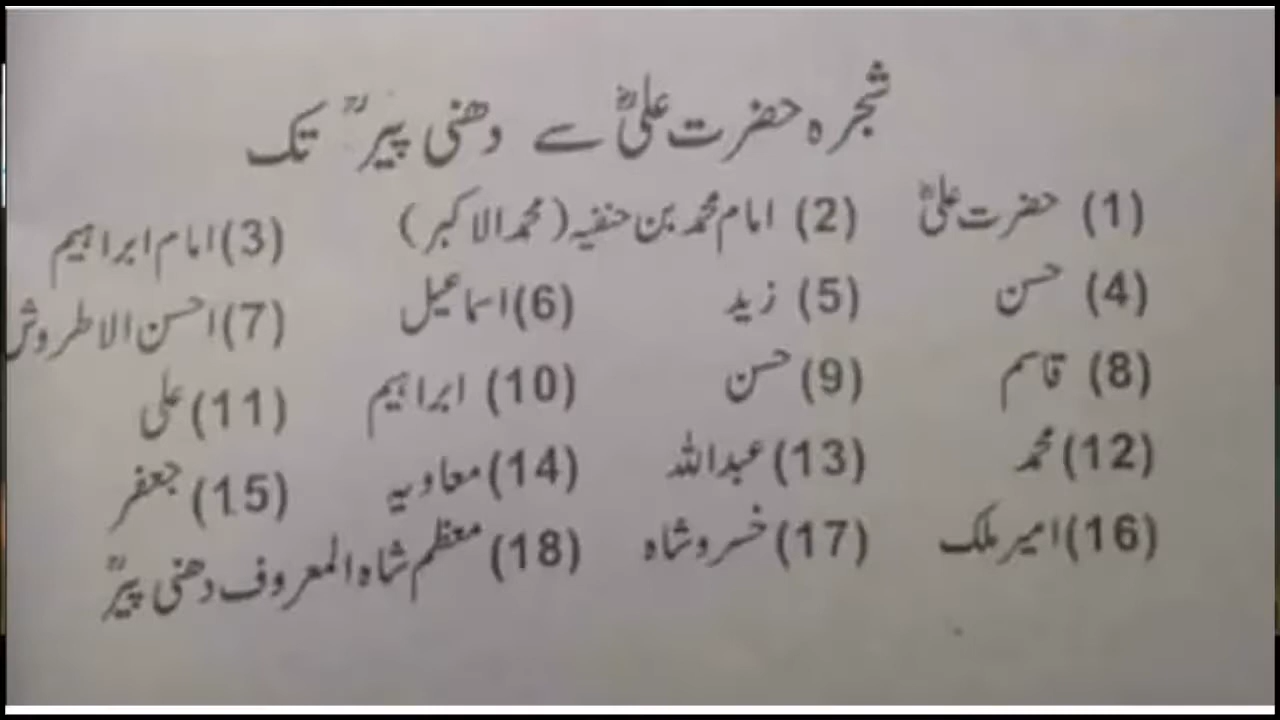 شجرہ حضرت علیؓ سے دھنی پیرؒ تک
(1) حضرت علیؓ (2) امام محمد بن حنفیہ (محمد الاکبر) (3) امام ابراہیم
(4) حسن (5) زید (6) اسماعیل (7) احسن الاطروش
(8) قاسم (9) حسن (10) ابراہیم (11) علی
(12) محمد (13) عبداللہ (14) معاویہ (15) جعفر
(16) امیر ملک (17) خسرو شاہ (18) معظم شاہ المعروف دھنی پیرؒ